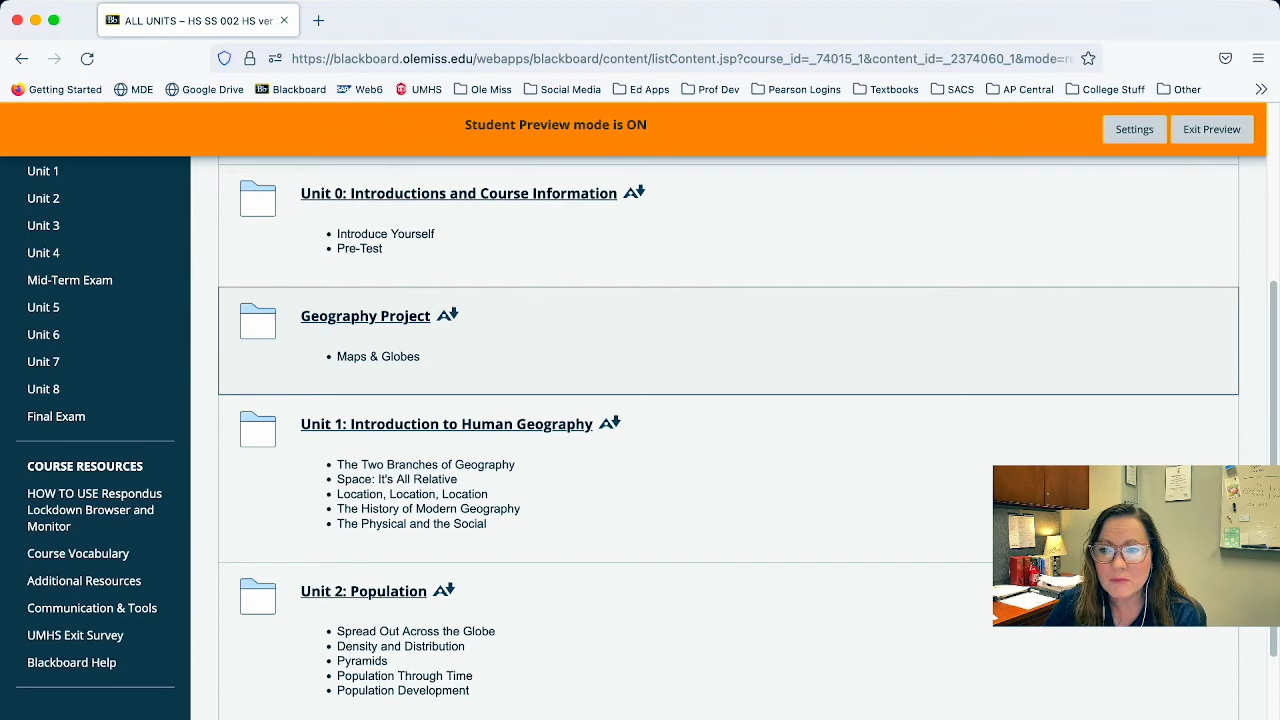 ALL UNITS – HS SS 002 HS ver
https://blackboard.olemiss.edu/webapps/blackboard/content/listContent.jsp?course_id=_74015_1&content_id=_2374060_1&mode=re
Getting Started MDE Google Drive Bb Blackboard Web6 UMHS Ole Miss Social Media Ed Apps Prof Dev Pearson Logins Textbooks SACS AP Central College Stuff Other
Student Preview mode is ON
Settings
Exit Preview
Unit 1
Unit 2
Unit 3
Unit 4
Mid-Term Exam
Unit 5
Unit 6
Unit 7
Unit 8
Final Exam
COURSE RESOURCES
HOW TO USE Respondus
Lockdown Browser and
Monitor
Course Vocabulary
Additional Resources
Communication & Tools
UMHS Exit Survey
Blackboard Help
Unit 0: Introductions and Course Information
• Introduce Yourself
• Pre-Test
Geography Project
• Maps & Globes
Unit 1: Introduction to Human Geography
• The Two Branches of Geography
• Space: It's All Relative
• Location, Location, Location
• The History of Modern Geography
• The Physical and the Social
Unit 2: Population
• Spread Out Across the Globe
• Density and Distribution
• Pyramids
• Population Through Time
• Population Development